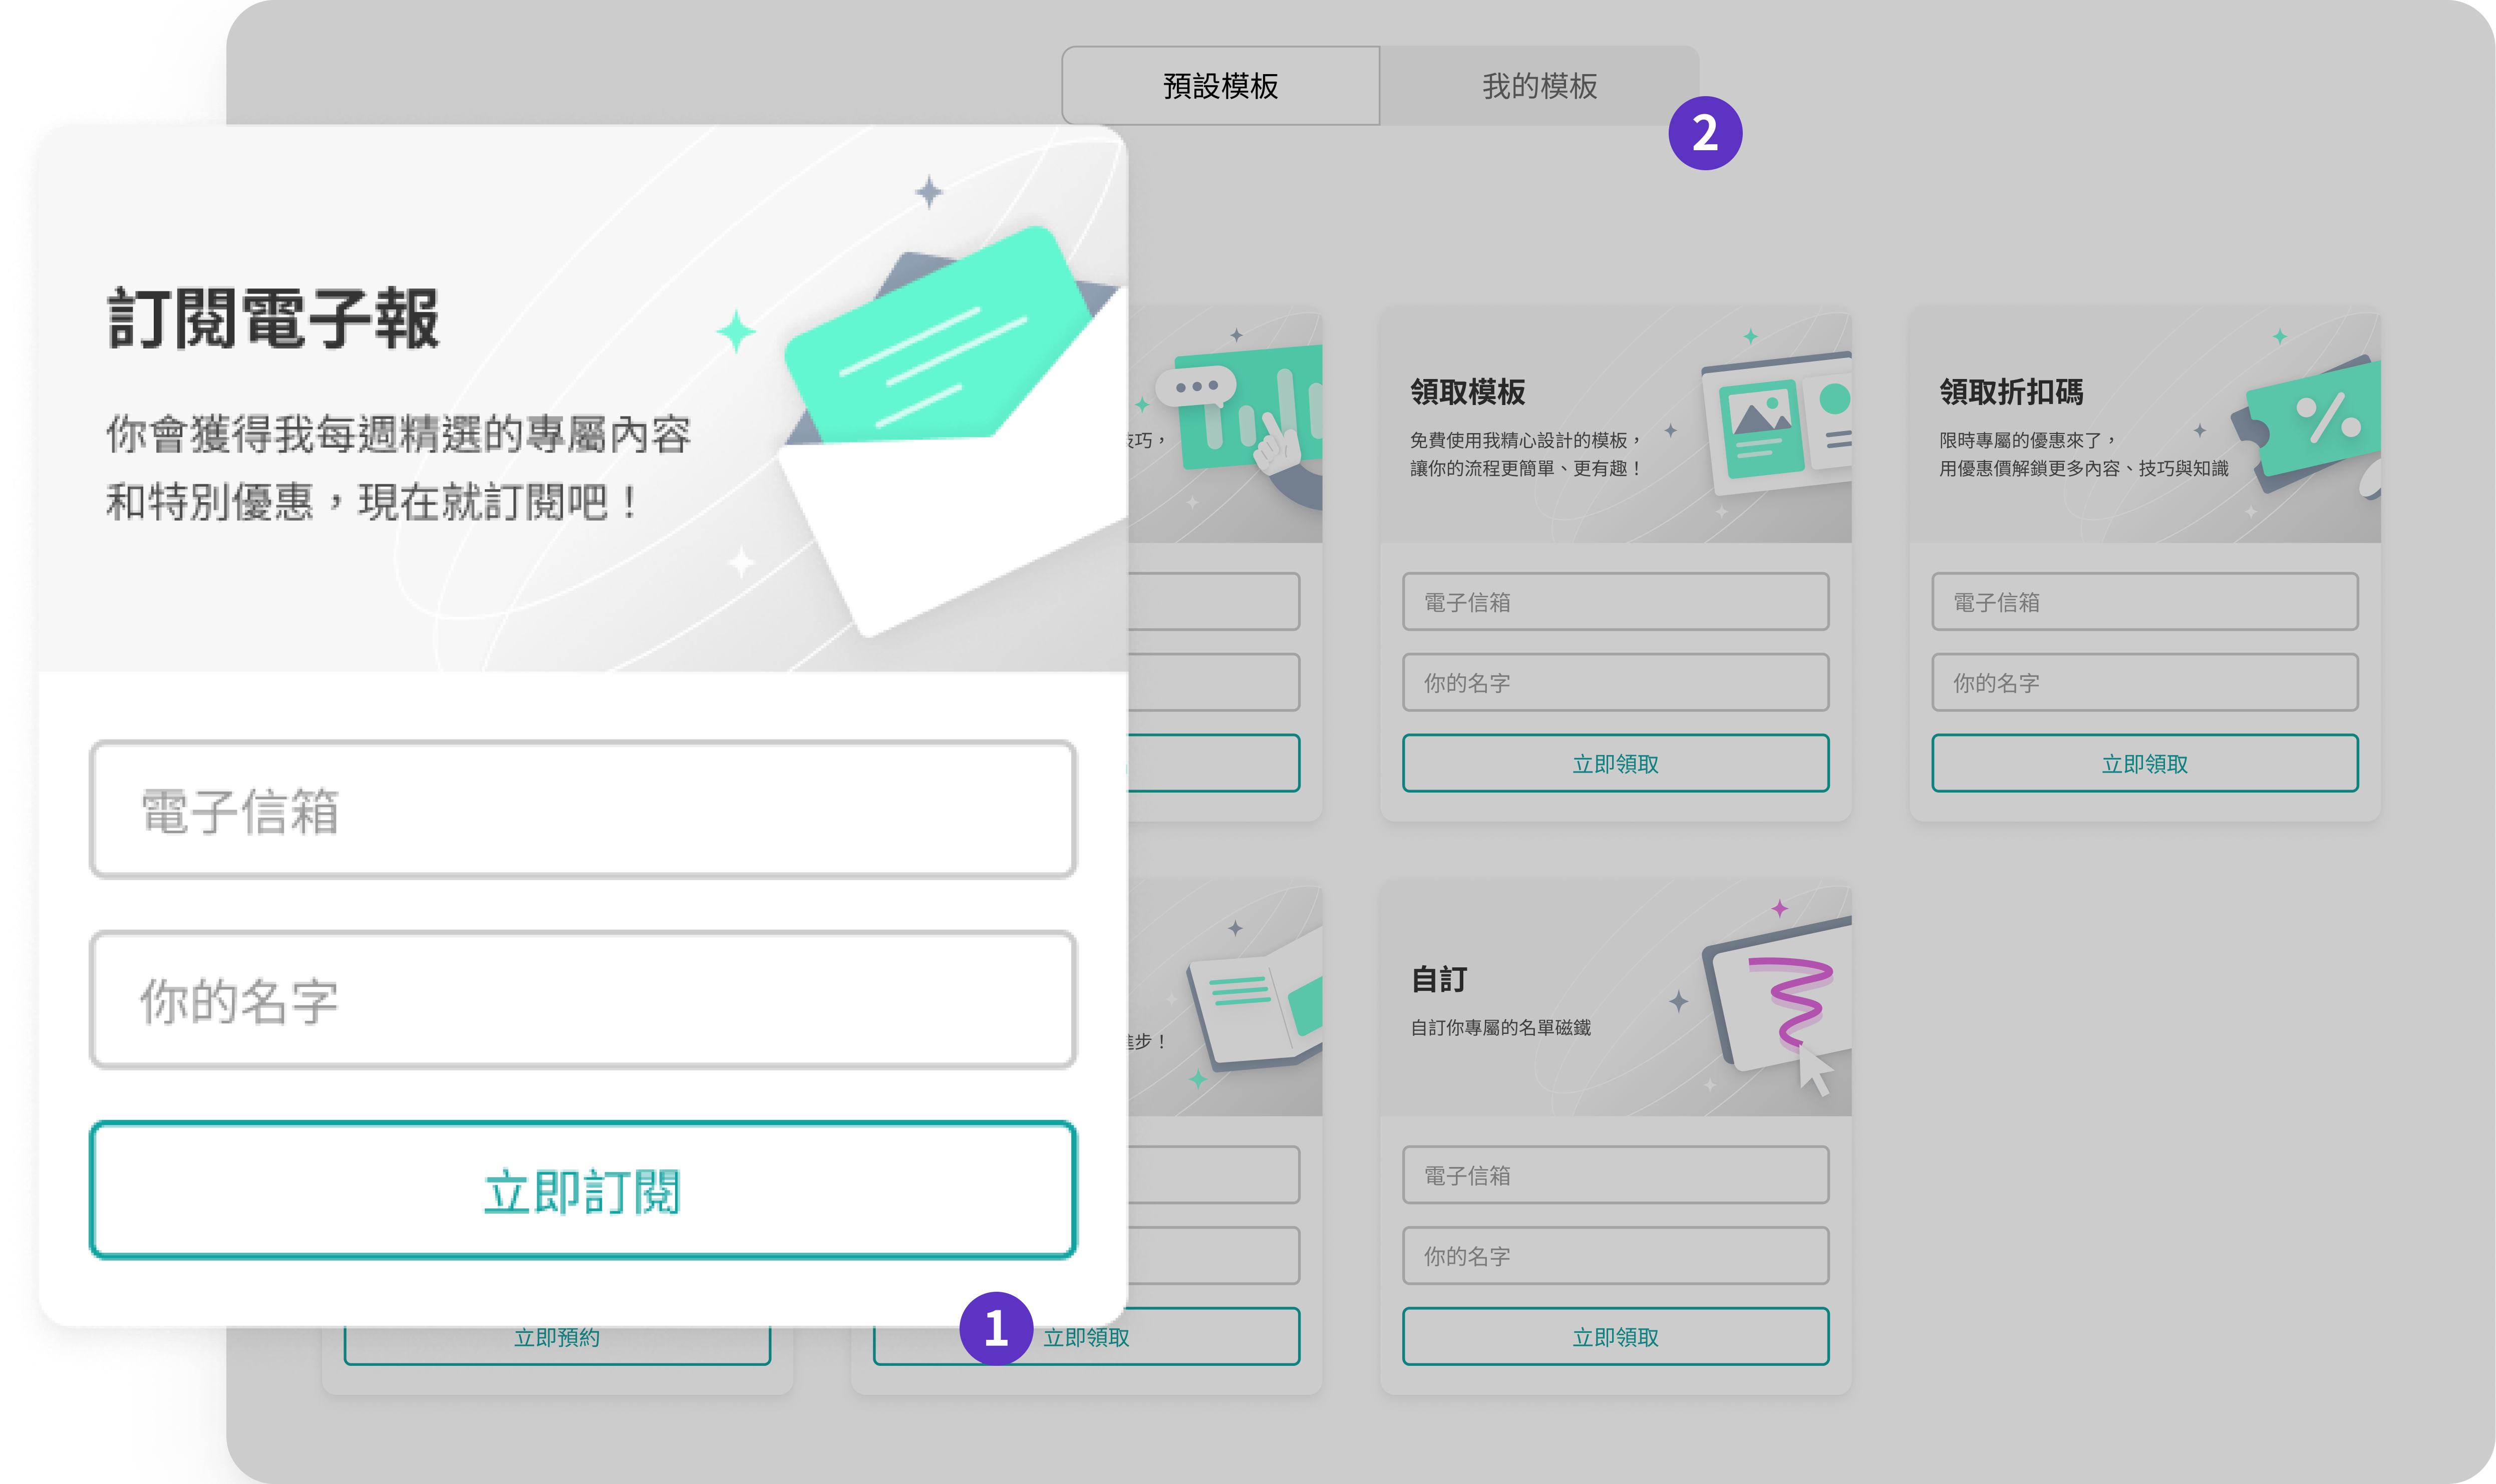 預設模板
我的模板
2
訂閱電子報
你會獲得我每週精選的專屬內容
和特別優惠，現在就訂閱吧！
電子信箱
你的名字
立即訂閱
1
技巧，
領取模板
免費使用我精心設計的模板，
讓你的流程更簡單、更有趣！
電子信箱
你的名字
立即領取
領取折扣碼
限時專屬的優惠來了，
用優惠價解鎖更多內容、技巧與知識
電子信箱
你的名字
立即領取
立即預約
進步！
立即領取
自訂
自訂你專屬的名單磁鐵
電子信箱
你的名字
立即領取